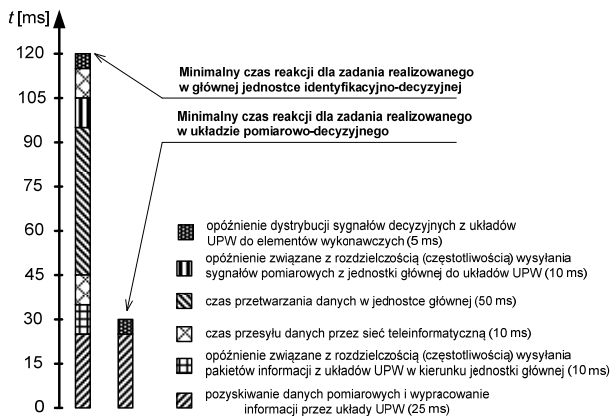 t [ms]
120
105
90
75
60
45
30
15
0
Minimalny czas reakcji dla zadania realizowanego
w głównej jednostce identyfikacyjno-decyzyjnej
Minimalny czas reakcji dla zadania realizowanego
w układzie pomiarowo-decyzyjnego
opóźnienie dystrybucji sygnałów decyzyjnych z układów
UPW do elementów wykonawczych (5 ms)
opóźnienie związane z rozdzielczością (częstotliwością) wysyłania
sygnałów pomiarowych z jednostki głównej do układów UPW (10 ms)
czas przetwarzania danych w jednostce głównej (50 ms)
czas przesyłu danych przez sieć teleinformatyczną (10 ms)
opóźnienie związane z rozdzielczością (częstotliwością) wysyłania
pakietów informacji z układów UPW w kierunku jednostki głównej (10 ms)
pozyskiwanie danych pomiarowych i wypracowanie
informacji przez układy UPW (25 ms)